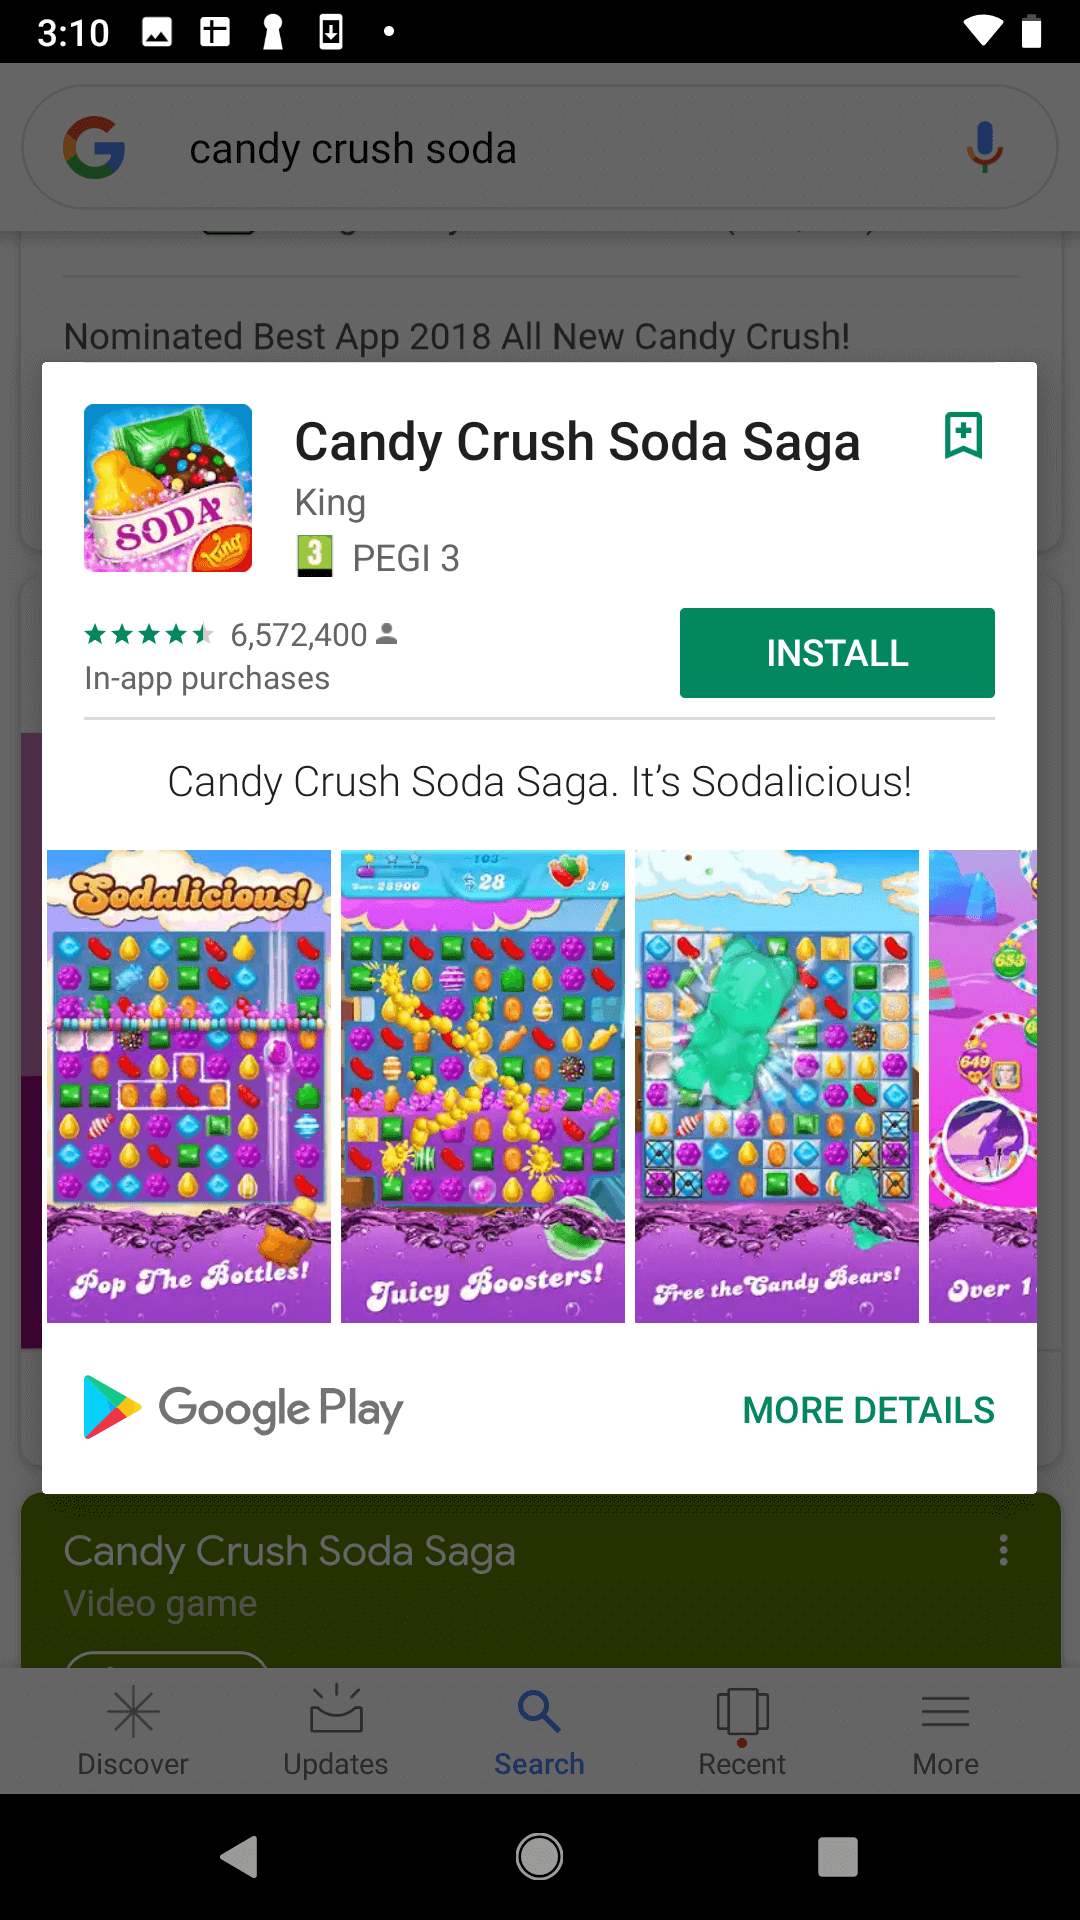 3:10
candy crush soda
Nominated Best App 2018 All New Candy Crush!
Candy Crush Soda Saga
King
3 PEGI 3
SODA
King
6,572,400
INSTALL
In-app purchases
Candy Crush Soda Saga. It's Sodalicious!
Sodalicious!
Pop The Bottles!
103
Score: 28900
28
3/9
Juicy Boosters!
Free the Candy Bears!
653
649
Over 1
Google Play
MORE DETAILS
Candy Crush Soda Saga
Video game
Discover
Updates
Search
Recent
More